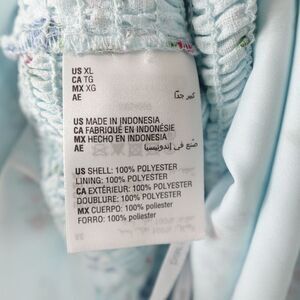 US XL
CA TG
MX XG
AE كبير جدًا
US MADE IN INDONESIA
CA FABRIQUÉ EN INDONÉSIE
MX HECHO EN INDONESIA
AE صنع في إندونيسيا
US SHELL: 100% POLYESTER
LINING: 100% POLYESTER
CA EXTÉRIEUR: 100% POLYESTER
DOUBLURE: 100% POLYESTER
MX CUERPO: 100% poliester
FORRO: 100% poliester